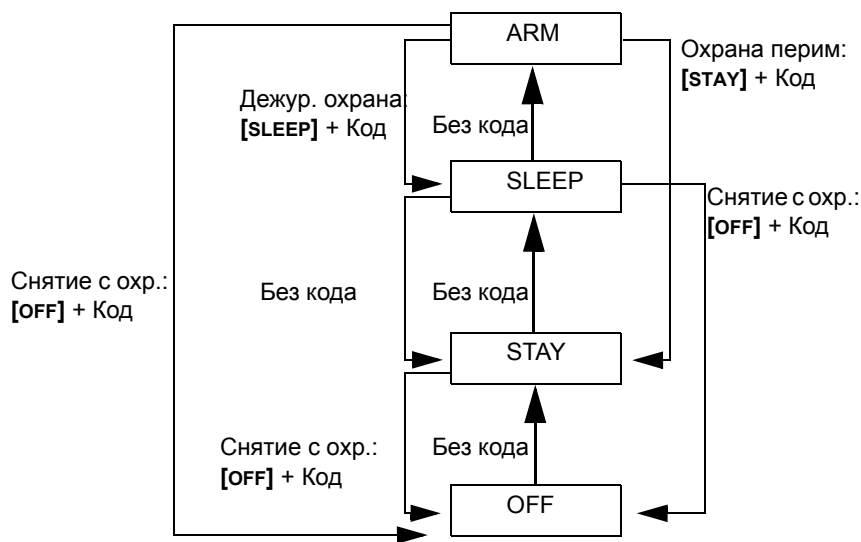 ARM
Охрана перим:
[STAY] + Код
Дежур. охрана:
[SLEEP] + Код
Без кода
SLEEP
Снятие с охр.:
[OFF] + Код
Снятие с охр.:
[OFF] + Код
Без кода
Без кода
STAY
Снятие с охр.:
[OFF] + Код
Без кода
OFF